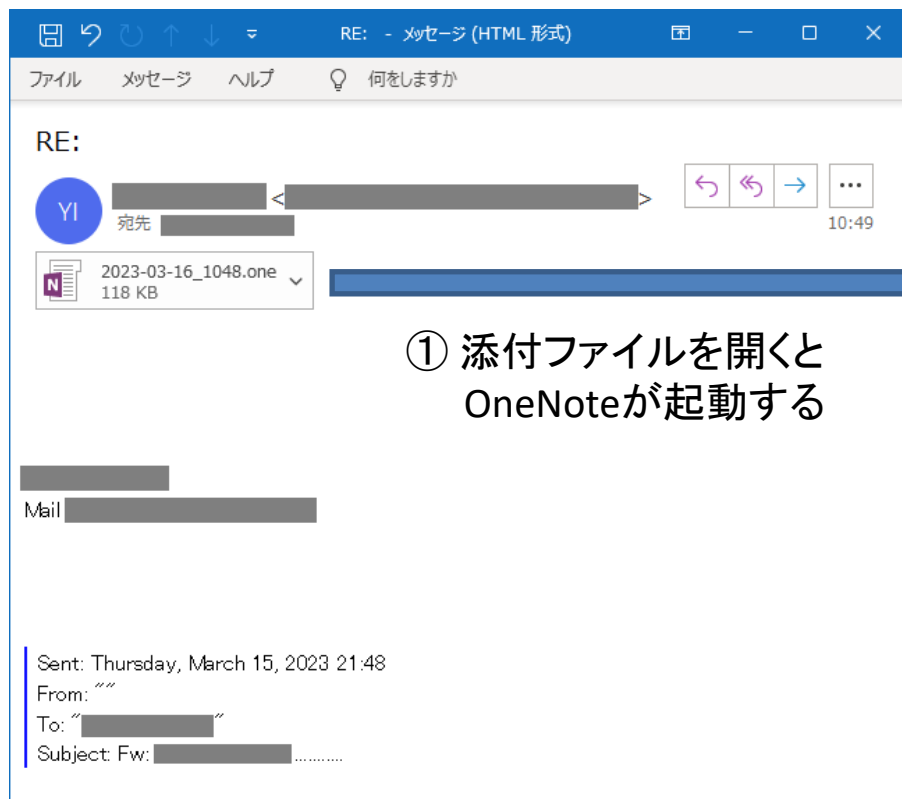 RE: - メッセージ (HTML 形式)
ファイル メッセージ ヘルプ 何をしますか
RE:
YI
< >
宛先
10:49
2023-03-16_1048.one
118 KB
① 添付ファイルを開くと
OneNoteが起動する
Mail
Sent: Thursday, March 15, 2023 21:48
From: ""
To: " "
Subject: Fw: ..........